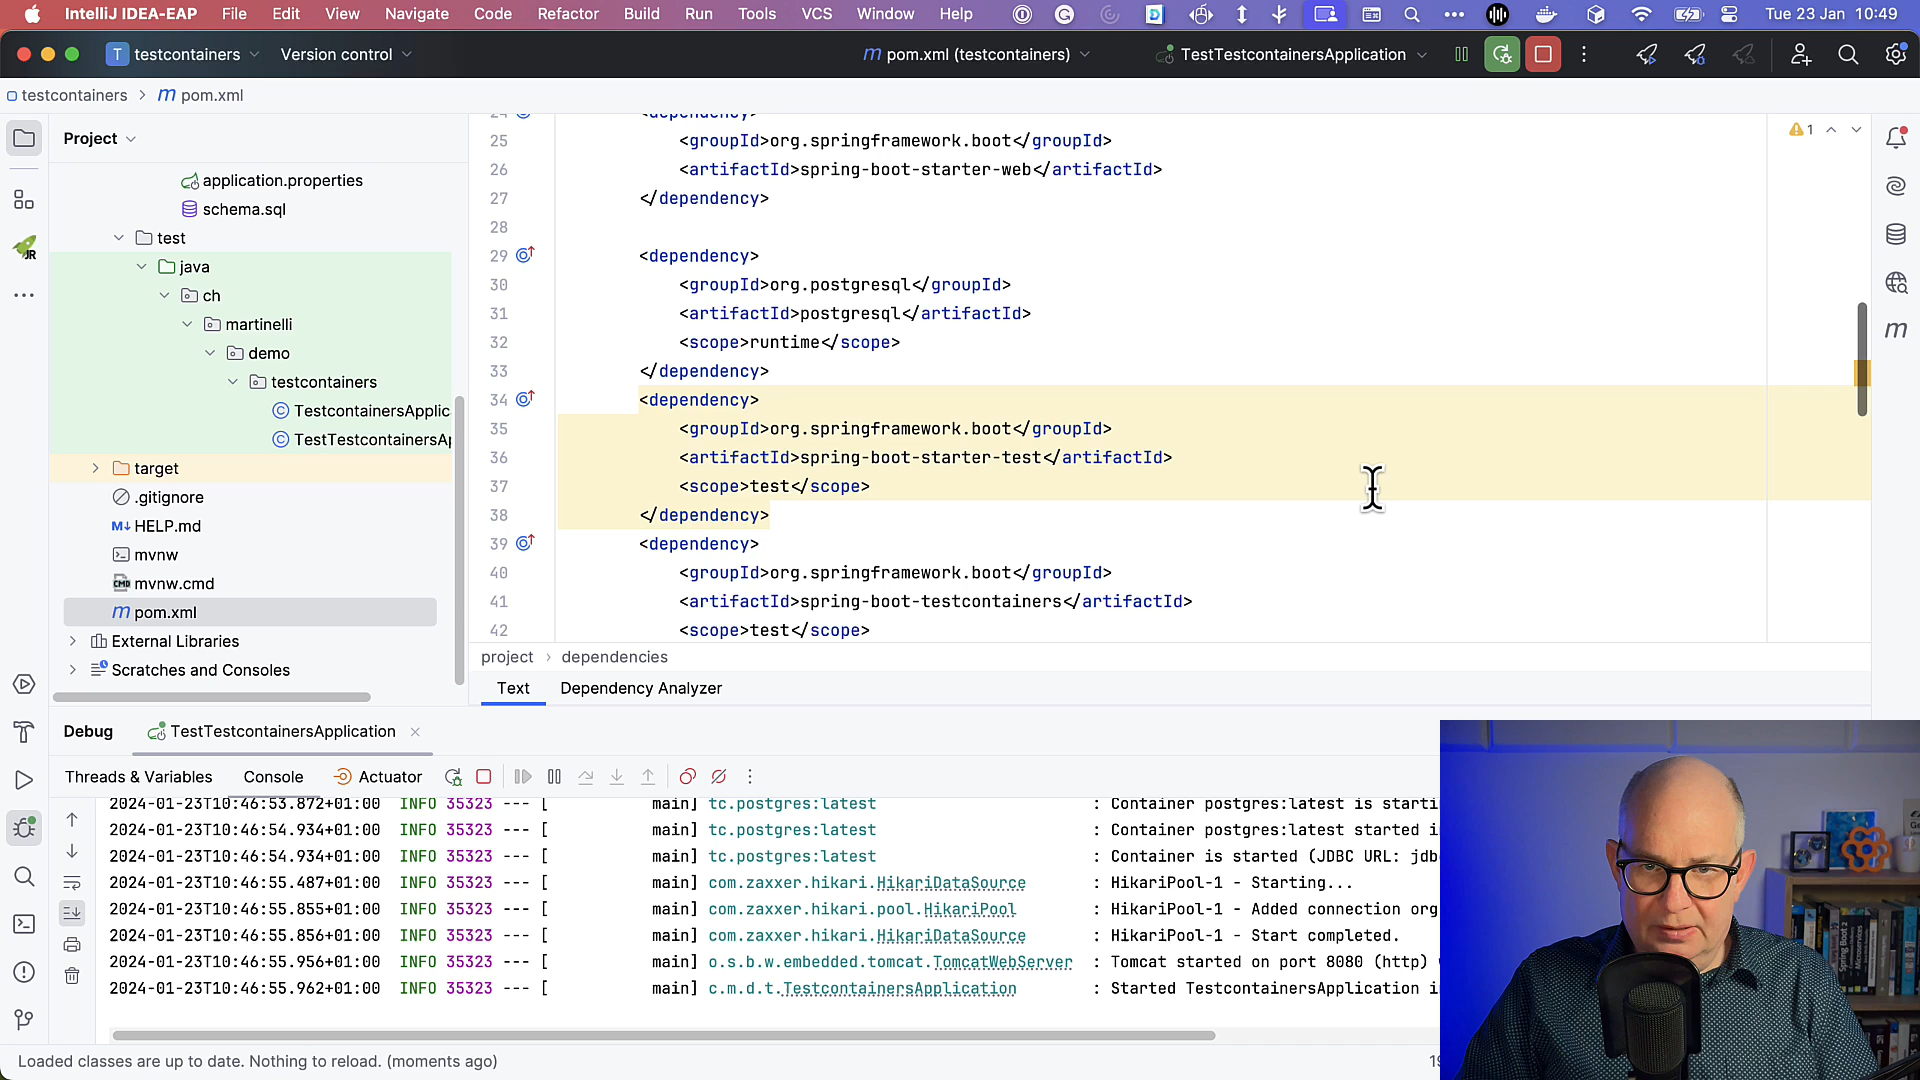 IntelliJ IDEA-EAP File Edit View Navigate Code Refactor Build Run Tools VCS Window Help Tue 23 Jan 10:49
T testcontainers Version control pom.xml (testcontainers) TestTestcontainersApplication
testcontainers > m pom.xml
Project
application.properties
schema.sql
test
java
ch
martinelli
demo
testcontainers
TestcontainersApplic
TestTestcontainersAp
target
.gitignore
HELP.md
mvnw
mvnw.cmd
pom.xml
External Libraries
Scratches and Consoles
1
24 <dependency>
25 <groupId>org.springframework.boot</groupId>
26 <artifactId>spring-boot-starter-web</artifactId>
27 </dependency>
28
29 <dependency>
30 <groupId>org.postgresql</groupId>
31 <artifactId>postgresql</artifactId>
32 <scope>runtime</scope>
33 </dependency>
34 <dependency>
35 <groupId>org.springframework.boot</groupId>
36 <artifactId>spring-boot-starter-test</artifactId>
37 <scope>test</scope>
38 </dependency>
39 <dependency>
40 <groupId>org.springframework.boot</groupId>
41 <artifactId>spring-boot-testcontainers</artifactId>
42 <scope>test</scope>
project > dependencies
Text Dependency Analyzer
Debug TestTestcontainersApplication
Threads & Variables Console Actuator
2024-01-23T10:46:53.872+01:00 INFO 35323 --- [ main] tc.postgres:latest : Container postgres:latest is starti
2024-01-23T10:46:54.934+01:00 INFO 35323 --- [ main] tc.postgres:latest : Container postgres:latest started i
2024-01-23T10:46:54.934+01:00 INFO 35323 --- [ main] tc.postgres:latest : Container is started (JDBC URL: jdb
2024-01-23T10:46:55.487+01:00 INFO 35323 --- [ main] com.zaxxer.hikari.HikariDataSource : HikariPool-1 - Starting...
2024-01-23T10:46:55.855+01:00 INFO 35323 --- [ main] com.zaxxer.hikari.pool.HikariPool : HikariPool-1 - Added connection org
2024-01-23T10:46:55.856+01:00 INFO 35323 --- [ main] com.zaxxer.hikari.HikariDataSource : HikariPool-1 - Start completed.
2024-01-23T10:46:55.956+01:00 INFO 35323 --- [ main] o.s.b.w.embedded.tomcat.TomcatWebServer : Tomcat started on port 8080 (http)
2024-01-23T10:46:55.962+01:00 INFO 35323 --- [ main] c.m.d.t.TestcontainersApplication : Started TestcontainersApplication i
Loaded classes are up to date. Nothing to reload. (moments ago)